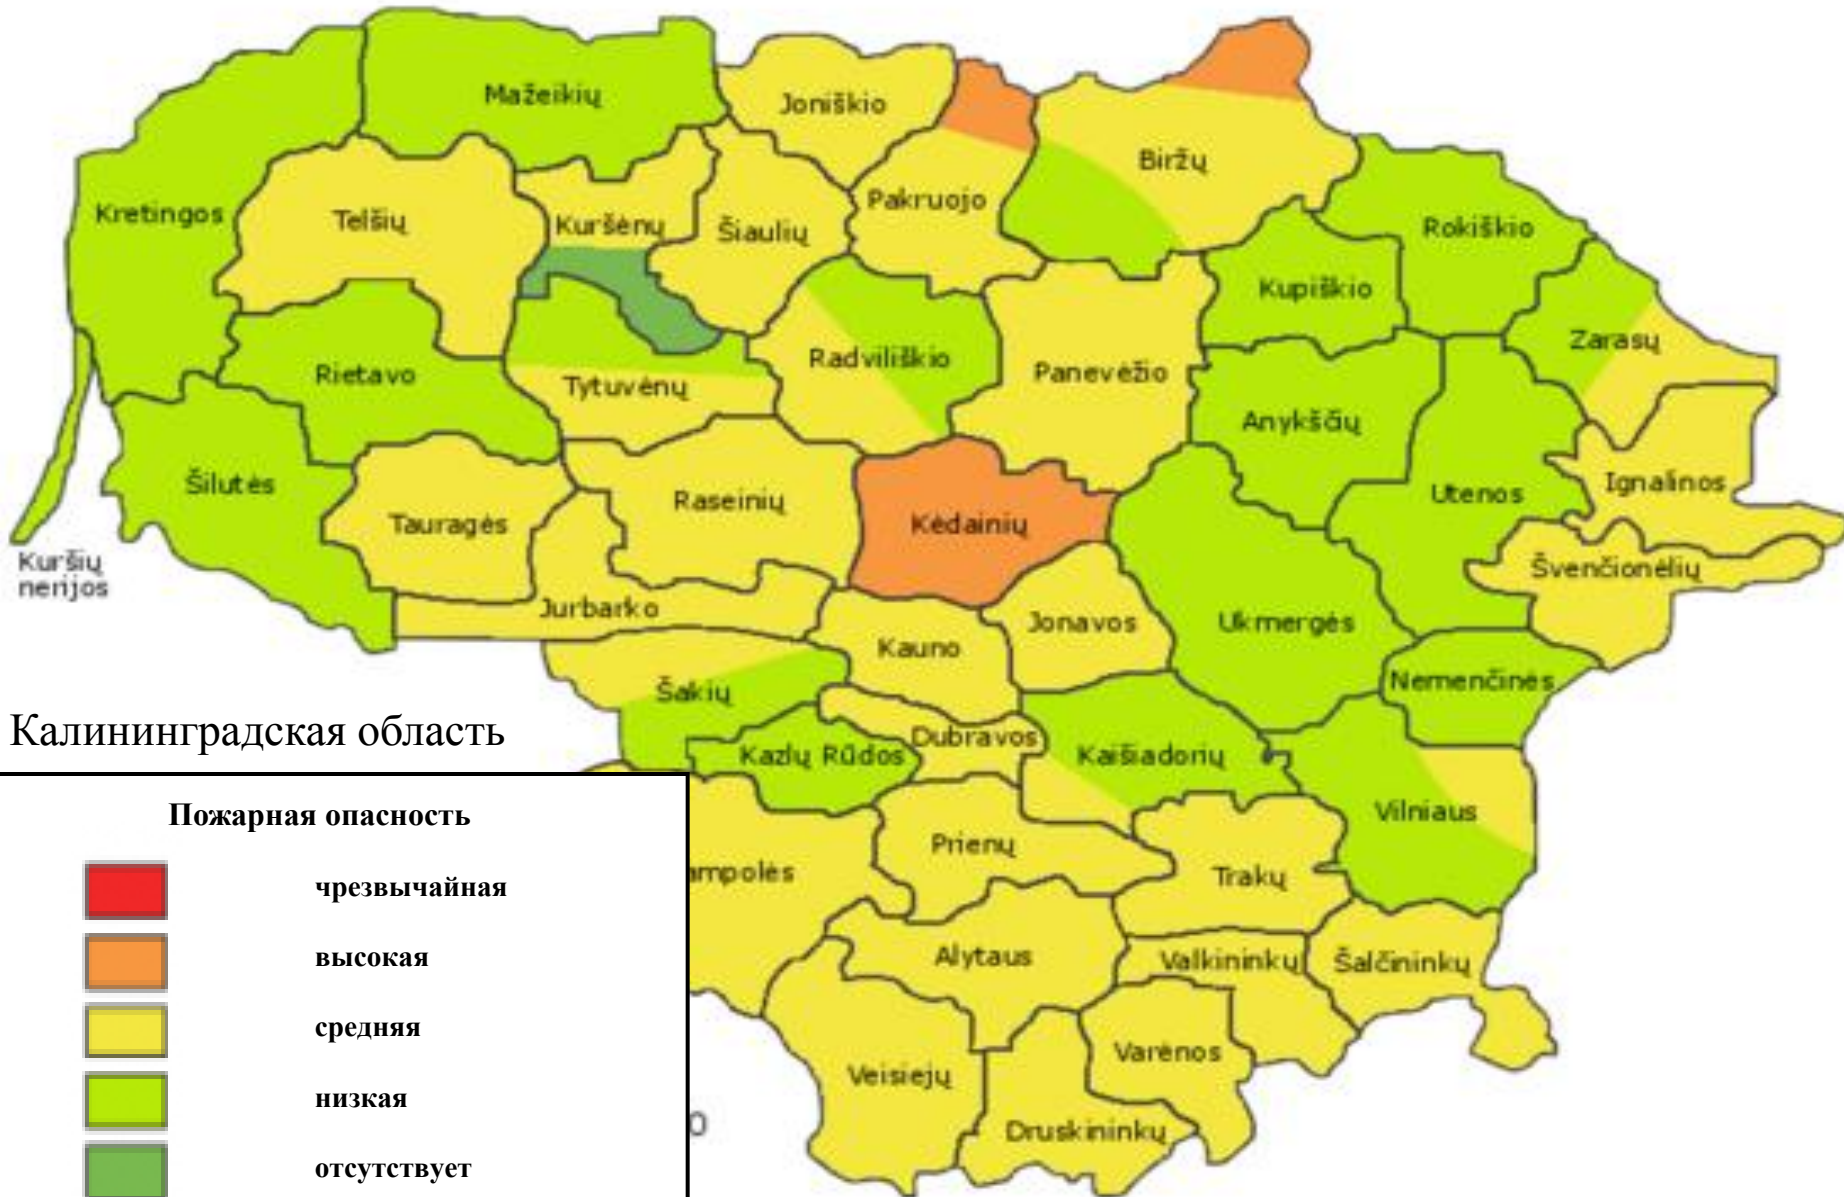 Mažeikių
Joniškio
Biržų
Kretingos
Telšių
Kuršėnų
Šiaulių
Pakruojo
Rokiškio
Kupiškio
Zarasų
Rietavo
Tytuvėnų
Radviliškio
Panevėžio
Anykščių
Šilutės
Tauragės
Raseinių
Kėdainių
Utenos
Ignalinos
Kuršių
nerijos
Švenčionėlių
Jurbarko
Kauno
Jonavos
Ukmergės
Šakių
Nemenčinės
Калининградская область
Kazlų Rūdos
Dubravos
Kaišiadorių
Vilniaus
Пожарная опасность
Prienų
ampolės
Trakų
чрезвычайная
высокая
Alytaus
Valkininkų
Šalčininkų
средняя
Veisiejų
Varėnos
низкая
Druskininkų
отсутствует